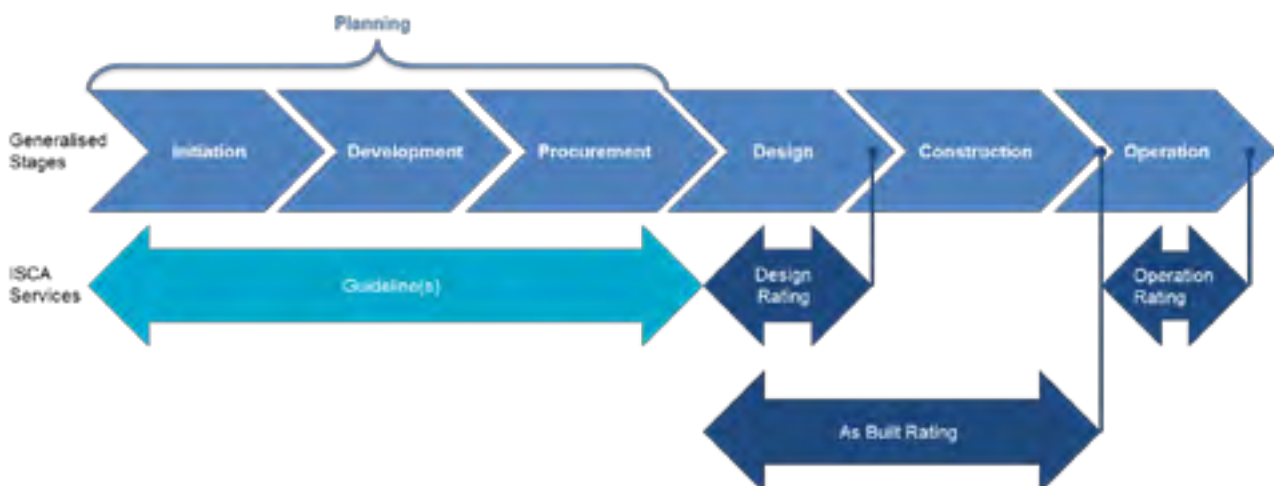 Planning
Generalised
Stages
Initiation
Development
Procurement
Design
Construction
Operation
ISCA
Services
Guideline(s)
Design
Rating
Operation
Rating
As Built Rating